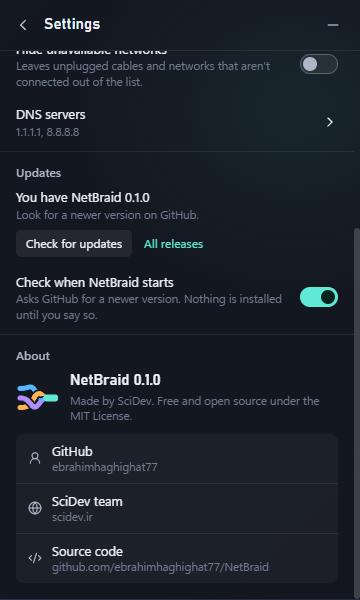 Settings
Hide unavailable networks
Leaves unplugged cables and networks that aren't
connected out of the list.
DNS servers
1.1.1.1, 8.8.8.8
Updates
You have NetBraid 0.1.0
Look for a newer version on GitHub.
Check for updates
All releases
Check when NetBraid starts
Asks GitHub for a newer version. Nothing is installed
until you say so.
About
NetBraid 0.1.0
Made by SciDev. Free and open source under the
MIT License.
GitHub
ebrahimhaghighat77
SciDev team
scidev.ir
Source code
github.com/ebrahimhaghighat77/NetBraid